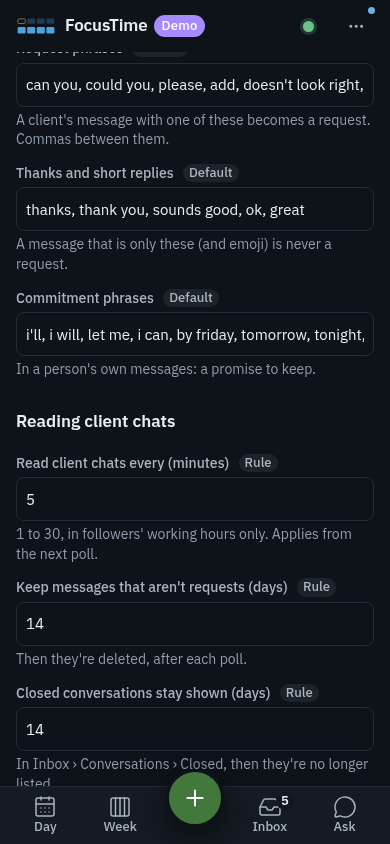 FocusTime Demo
Request phrases
can you, could you, please, add, doesn't look right,
A client's message with one of these becomes a request.
Commas between them.
Thanks and short replies Default
thanks, thank you, sounds good, ok, great
A message that is only these (and emoji) is never a
request.
Commitment phrases Default
i'll, i will, let me, i can, by friday, tomorrow, tonight,
In a person's own messages: a promise to keep.
Reading client chats
Read client chats every (minutes) Rule
5
1 to 30, in followers' working hours only. Applies from
the next poll.
Keep messages that aren't requests (days) Rule
14
Then they're deleted, after each poll.
Closed conversations stay shown (days) Rule
14
In Inbox › Conversations › Closed, then they're no longer
listed.
Day Week Inbox 5 Ask